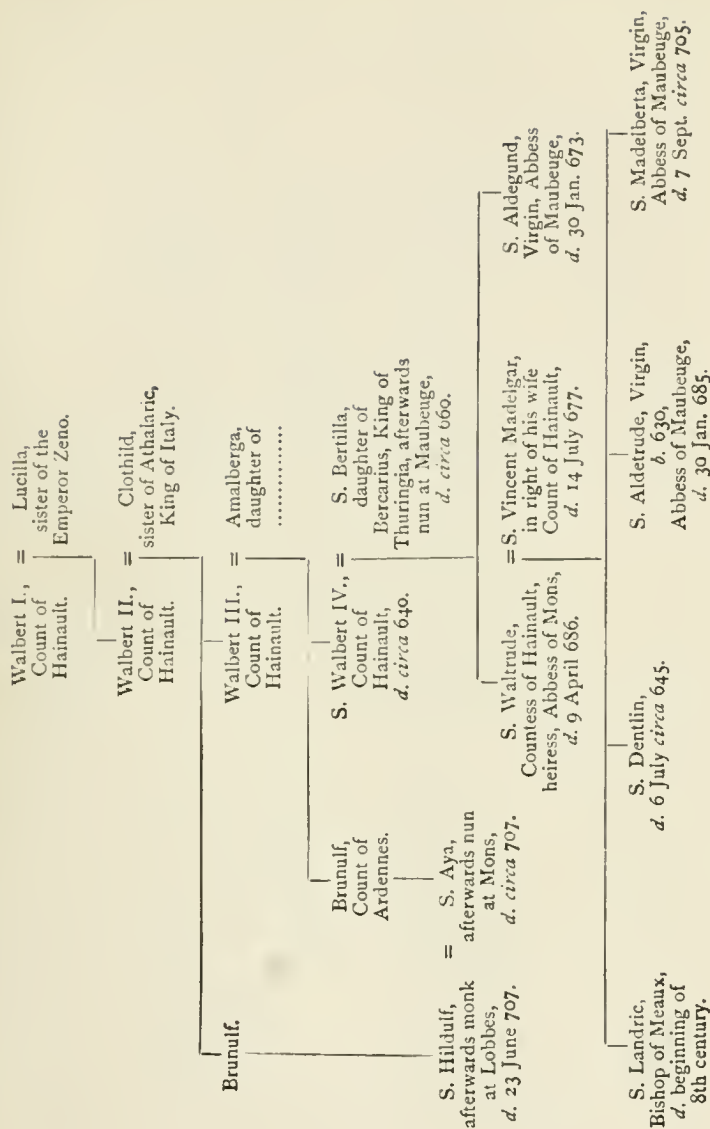 Walbert I.,
Count of
Hainault.
=
Lucilla,
sister of the
Emperor Zeno.
Walbert II.,
Count of
Hainault.
=
Clothild,
sister of Athalaric,
King of Italy.
Brunulf.
Walbert III.,
Count of
Hainault.
=
Amalberga,
daughter of
..................
Brunulf,
Count of
Ardennes.
S. Walbert IV.,
Count of
Hainault,
d. circa 640.
=
S. Bertilla,
daughter of
Bercarius, King of
Thuringia, afterwards
nun at Maubeuge,
d. circa 660.
S. Hildulf,
afterwards monk
at Lobbes,
d. 23 June 707.
=
S. Aya,
afterwards nun
at Mons,
d. circa 707.
S. Waltrude,
Countess of Hainault,
heiress, Abbess of Mons,
d. 9 April 686.
=
S. Vincent Madelgar,
in right of his wife
Count of Hainault,
d. 14 July 677.
S. Aldegund,
Virgin, Abbess
of Maubeuge,
d. 30 Jan. 673.
S. Landric,
Bishop of Meaux,
d. beginning of
8th century.
S. Dentlin,
d. 6 July circa 645.
S. Aldetrude, Virgin,
b. 630,
Abbess of Maubeuge,
d. 30 Jan. 685.
S. Madelberta, Virgin,
Abbess of Maubeuge,
d. 7 Sept. circa 705.